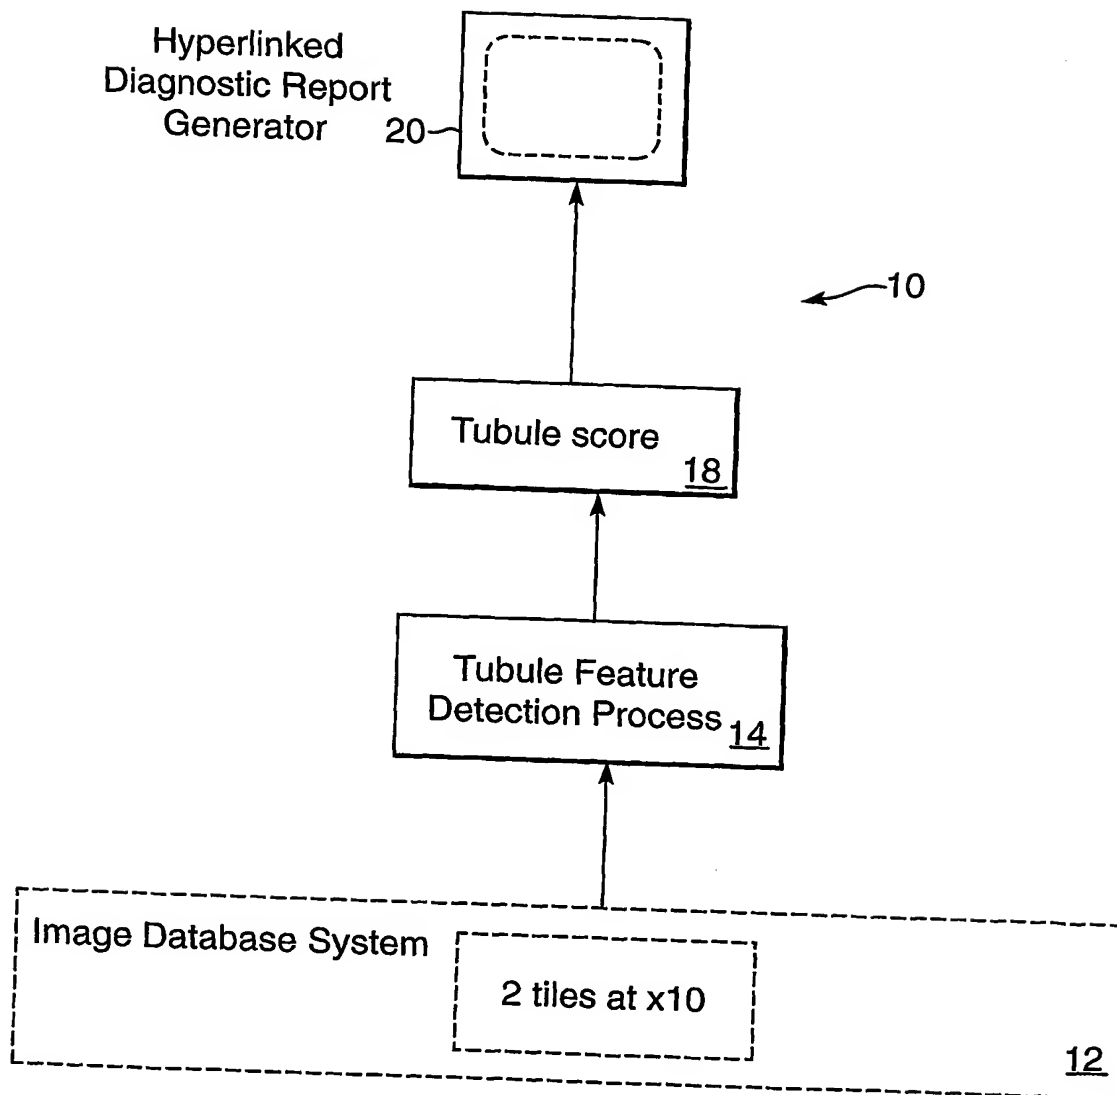 Hyperlinked
Diagnostic Report
Generator 20
10
Tubule score
18
Tubule Feature
Detection Process 14
Image Database System
2 tiles at x10
12